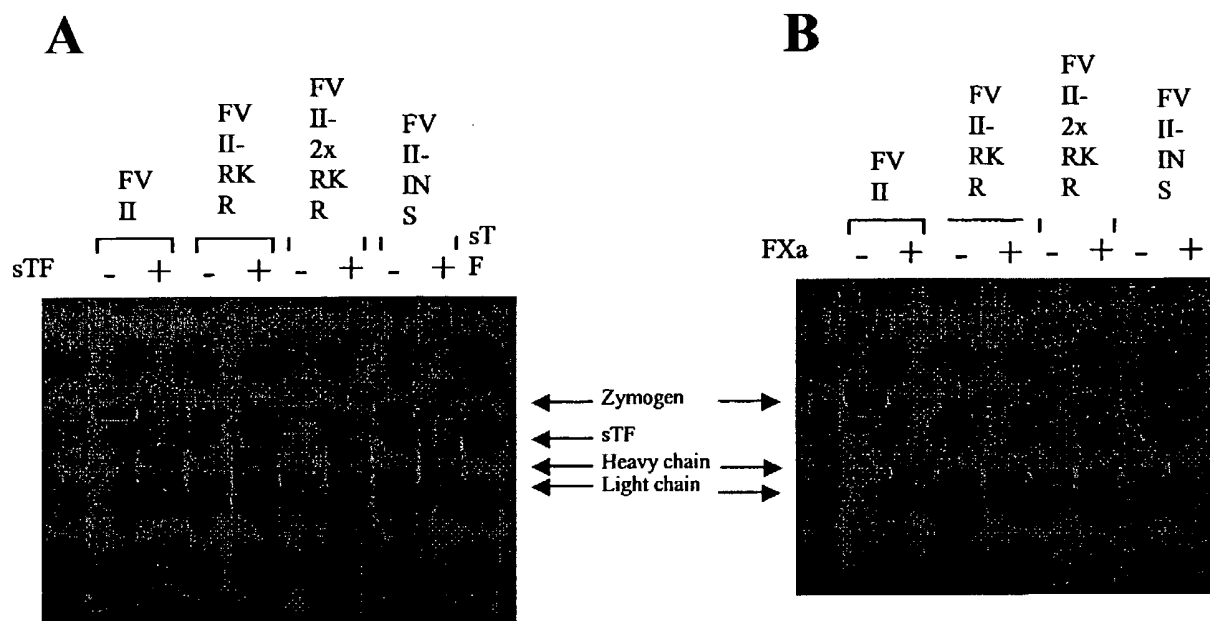 A
FV
II
FV
II-
RK
R
FV
II-
2x
RK
R
FV
II-
IN
S
sT
F
sTF - + - + - + - +
Zymogen
sTF
Heavy chain
Light chain
B
FV
II
FV
II-
RK
R
FV
II-
2x
RK
R
FV
II-
IN
S
FXa - + - + - + - +